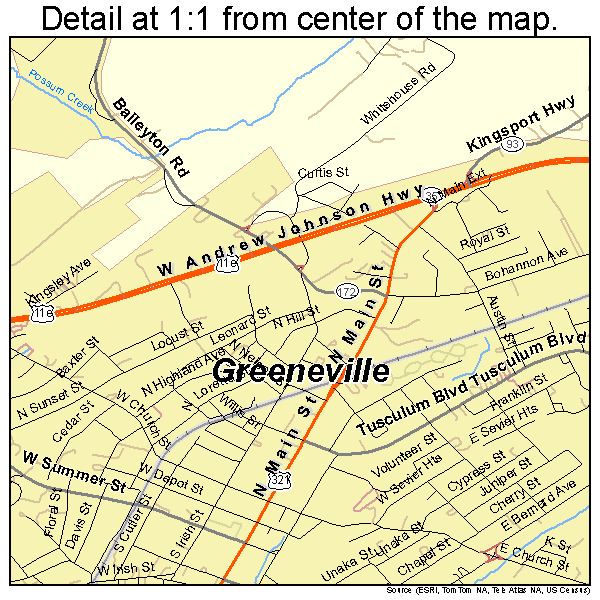 Detail at 1:1 from center of the map.
Possum Creek
Baileyton Rd
Whitehouse Rd
Kingsport Hwy
93
Curtis St
N Main Ext
W Andrew Johnson Hwy
Royal St
11e
Bohannon Ave
Kingsley Ave
172
11e
Austin St
Locust St
Leonard St
N Hill St
N Main St
Baxter St
N Highland Ave
Greeneville
Tusculum Blvd
Tusculum Blvd
N Sunset St
Franklin St
Cedar St
W Church St
E Sevier Hts
N Main St
Volunteer St
W Summer St
W Depot St
W Sevier Hts
Cypress St
Juniper St
321
Cherry St
Floral St
Davis St
S Cutler St
S Irish St
E Bernard Ave
K St
Unaka St
Unaka St
Chapel St
E Church St
W Irish St
Source (ESRI, TomTom NA, Tele Atlas NA, US Census)